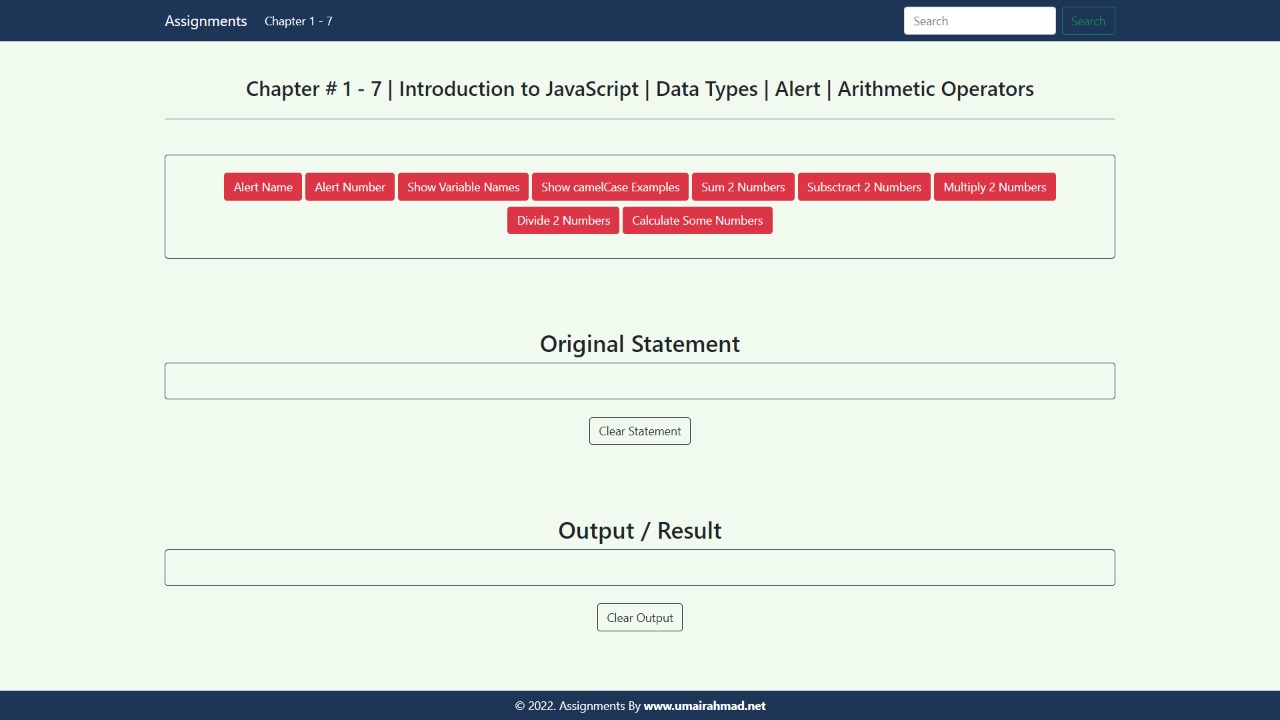 Assignments Chapter 1 - 7 Search Search
Chapter # 1 - 7 | Introduction to JavaScript | Data Types | Alert | Arithmetic Operators
Alert Name Alert Number Show Variable Names Show camelCase Examples Sum 2 Numbers Subsctract 2 Numbers Multiply 2 Numbers
Divide 2 Numbers Calculate Some Numbers
Original Statement
Clear Statement
Output / Result
Clear Output
© 2022. Assignments By www.umairahmad.net